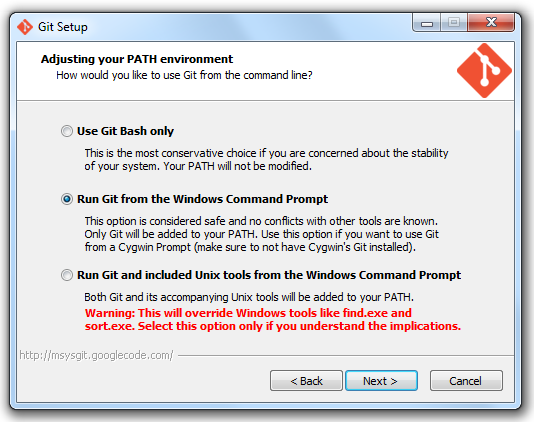 Git Setup
Adjusting your PATH environment
How would you like to use Git from the command line?
Use Git Bash only
This is the most conservative choice if you are concerned about the stability
of your system. Your PATH will not be modified.
Run Git from the Windows Command Prompt
This option is considered safe and no conflicts with other tools are known.
Only Git will be added to your PATH. Use this option if you want to use Git
from a Cygwin Prompt (make sure to not have Cygwin's Git installed).
Run Git and included Unix tools from the Windows Command Prompt
Both Git and its accompanying Unix tools will be added to your PATH.
Warning: This will override Windows tools like find.exe and
sort.exe. Select this option only if you understand the implications.
http://msysgit.googlecode.com/
< Back
Next >
Cancel